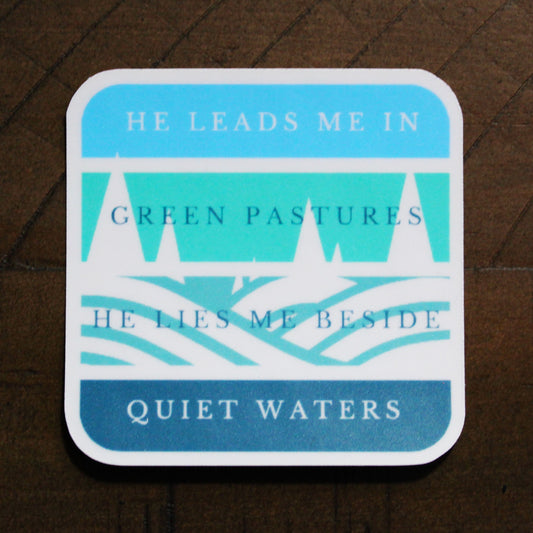 HE LEADS ME IN
GREEN PASTURES
HE LIES ME BESIDE
QUIET WATERS